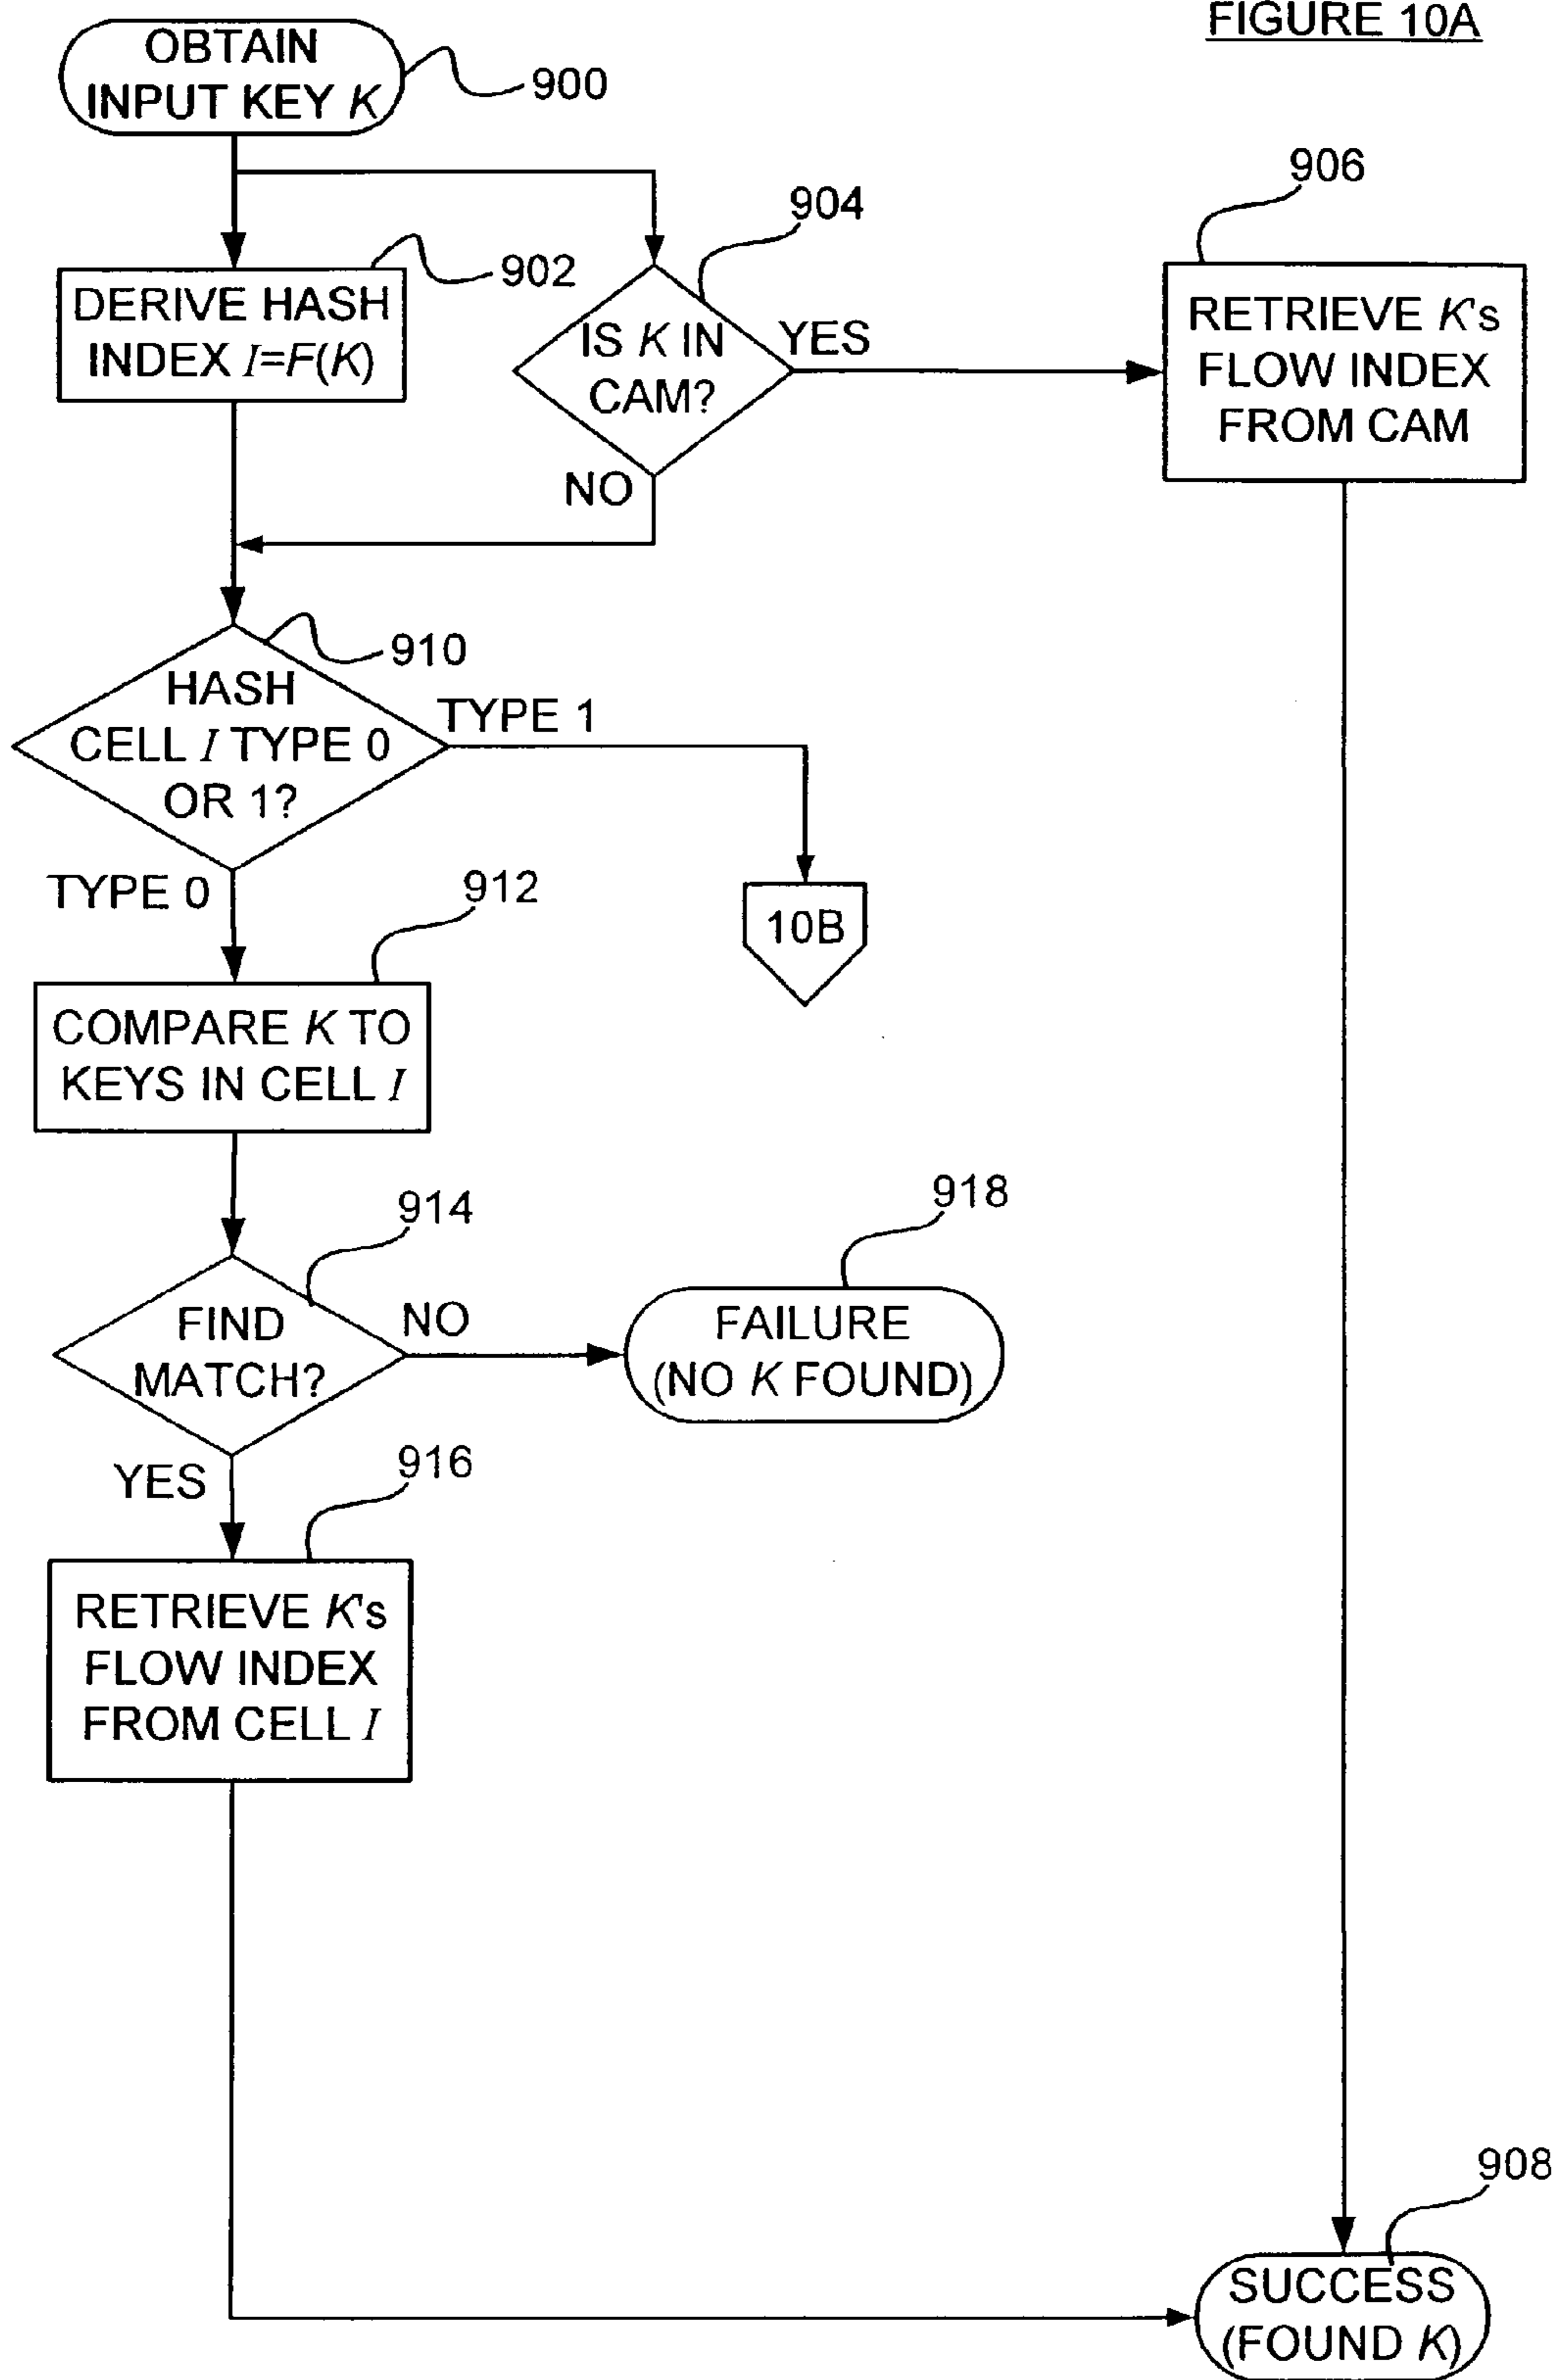 FIGURE 10A
OBTAIN
INPUT KEY K
900
906
904
902
DERIVE HASH
INDEX I=F(K)
IS K IN
CAM?
YES
NO
RETRIEVE K's
FLOW INDEX
FROM CAM
910
HASH
CELL I TYPE 0
OR 1?
TYPE 1
TYPE 0
10B
912
COMPARE K TO
KEYS IN CELL I
914
918
FIND
MATCH?
NO
FAILURE
(NO K FOUND)
YES
916
RETRIEVE K's
FLOW INDEX
FROM CELL I
908
SUCCESS
(FOUND K)